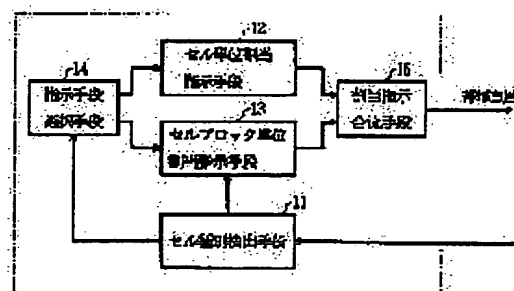 12
セル単位割当
指示手段
14
指示手段
選択手段
13
セルブロック単位
割当指示手段
15
割当指示
合成手段
11
セル種別検出手段